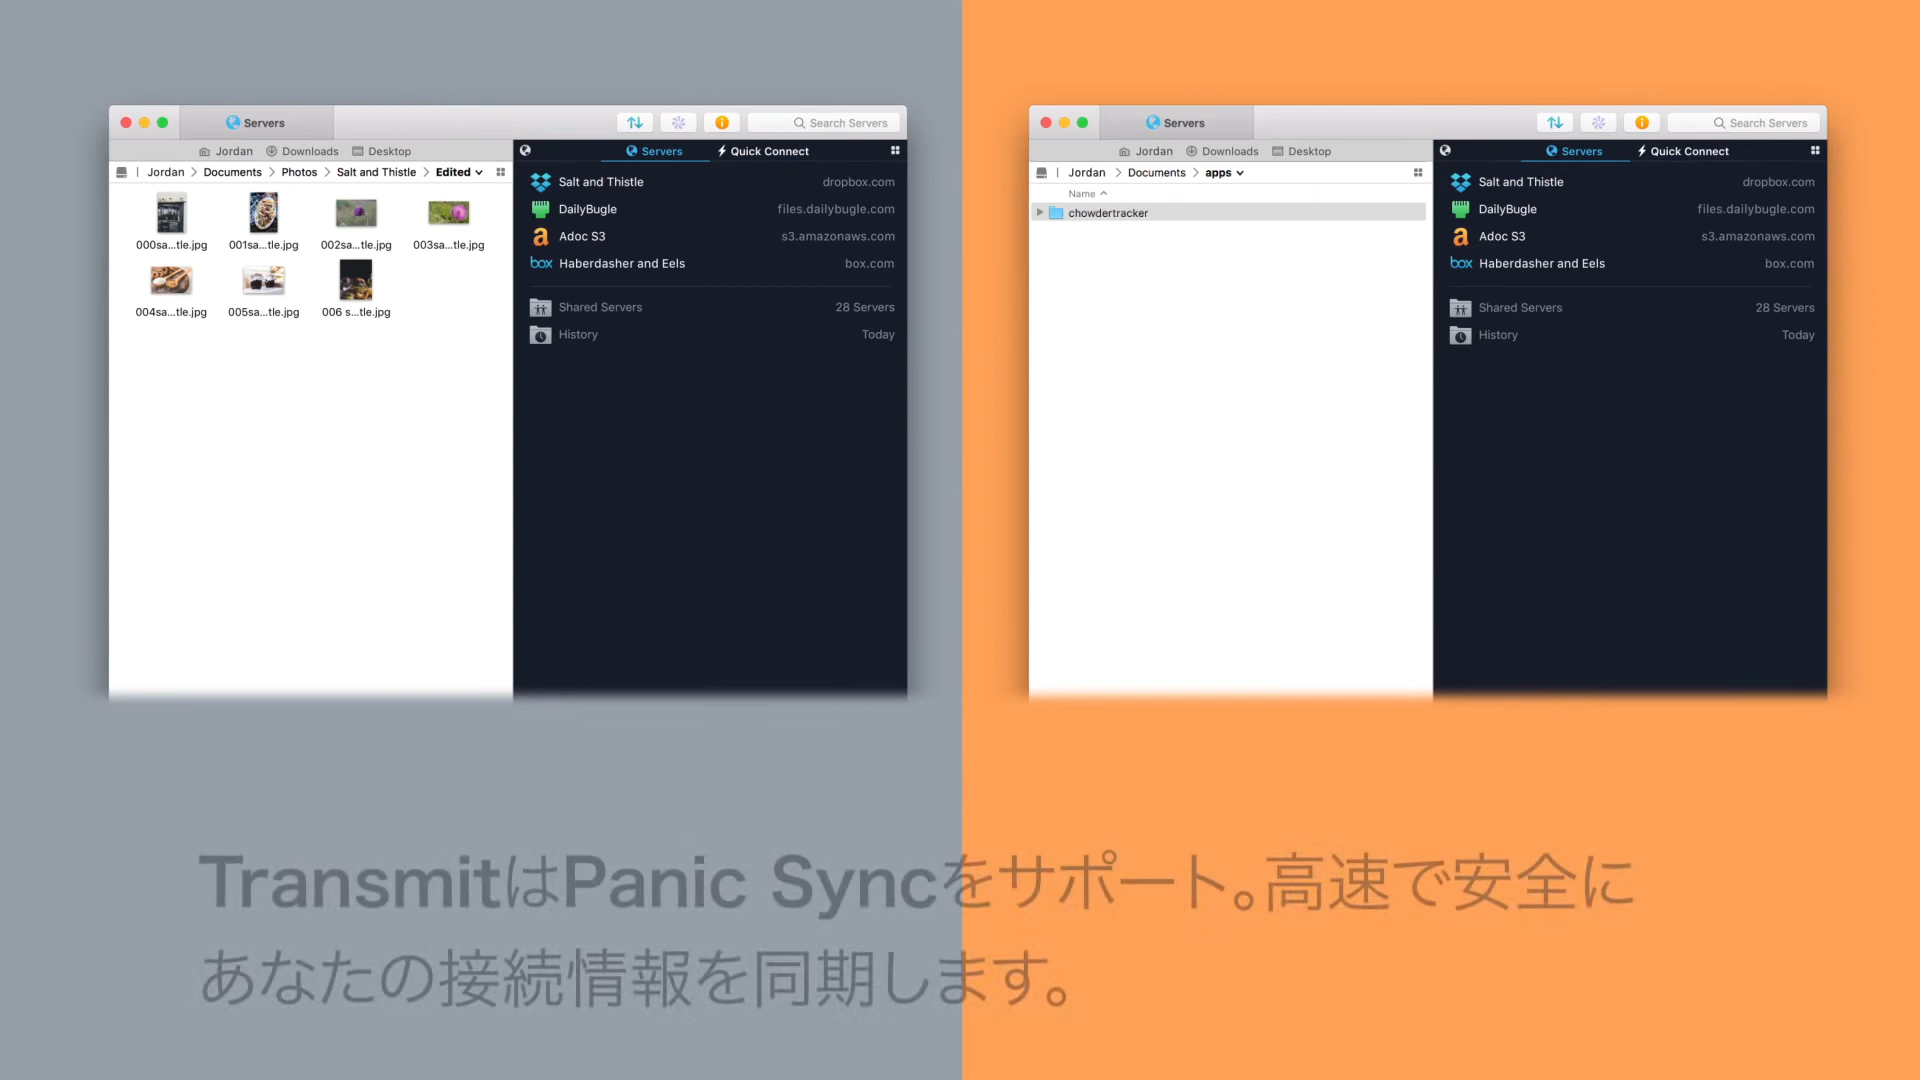 Servers
Search Servers
Jordan Downloads Desktop
Servers Quick Connect
Jordan Documents Photos Salt and Thistle Edited
000sa...tle.jpg 001sa...tle.jpg 002sa...tle.jpg 003sa...tle.jpg
004sa...tle.jpg 005sa...tle.jpg 006 s...tle.jpg
Salt and Thistle dropbox.com
DailyBugle files.dailybugle.com
Adoc S3 s3.amazonaws.com
box Haberdasher and Eels box.com
Shared Servers 28 Servers
History Today
Servers
Search Servers
Jordan Downloads Desktop
Servers Quick Connect
Jordan Documents apps
Name
chowdertracker
Salt and Thistle dropbox.com
DailyBugle files.dailybugle.com
Adoc S3 s3.amazonaws.com
box Haberdasher and Eels box.com
Shared Servers 28 Servers
History Today
TransmitはPanic Syncをサポート。高速で安全に
あなたの接続情報を同期します。